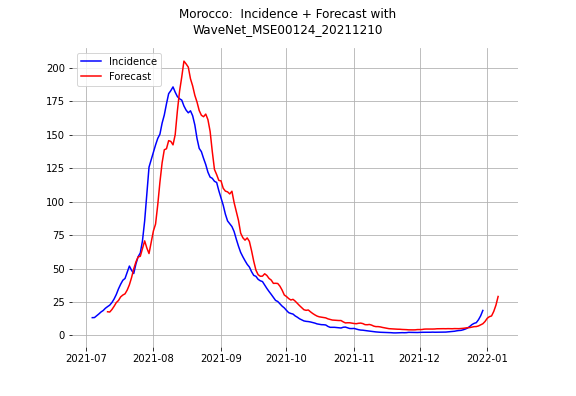 Morocco:  Incidence + Forecast with
WaveNet_MSE00124_20211210
Incidence
Forecast
200
175
150
125
100
75
50
25
0
2021-07 2021-08 2021-09 2021-10 2021-11 2021-12 2022-01